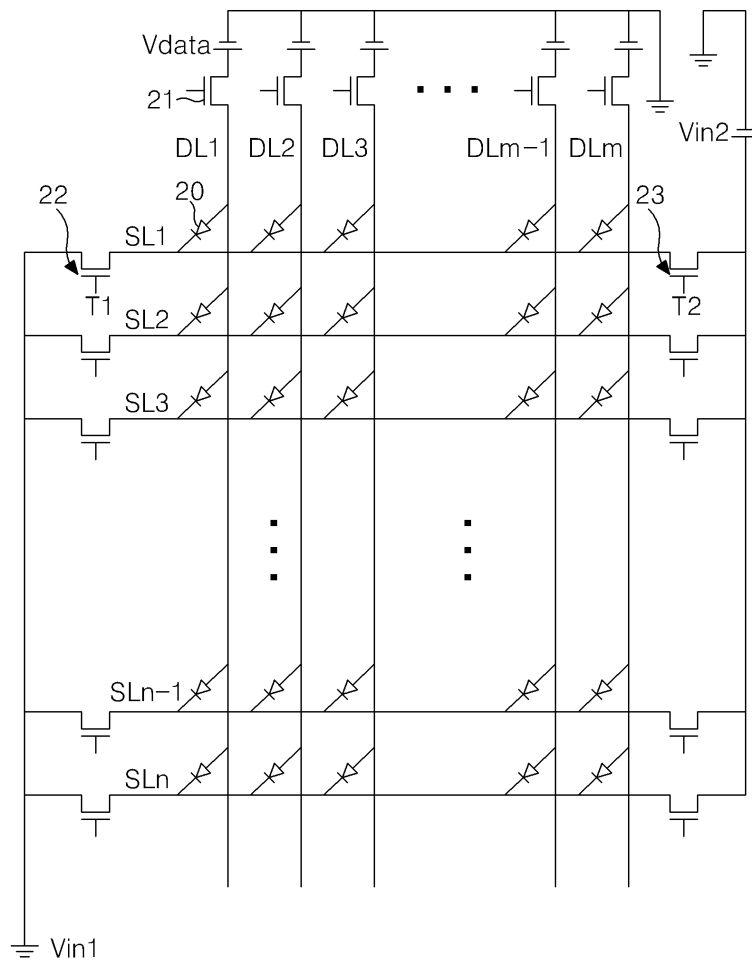 Vdata
21
Vin2
DL1 DL2 DL3 DLm-1 DLm
22 20 23
SL1
T1 T2
SL2
SL3
SLn-1
SLn
Vin1